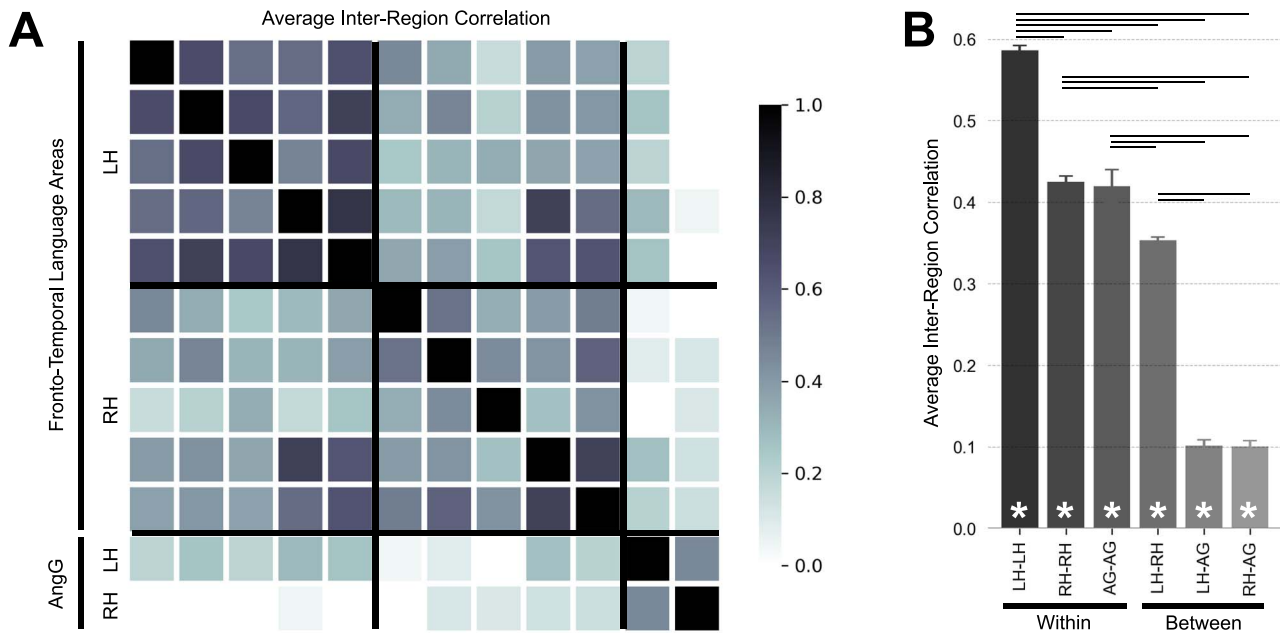 A
Average Inter-Region Correlation
Fronto-Temporal Language Areas
LH
RH
AngG
LH
RH
1.0
0.8
0.6
0.4
0.2
0.0
B
Average Inter-Region Correlation
0.6
0.5
0.4
0.3
0.2
0.1
0.0
* * * * * *
LH-LH
RH-RH
AG-AG
LH-RH
LH-AG
RH-AG
Within
Between